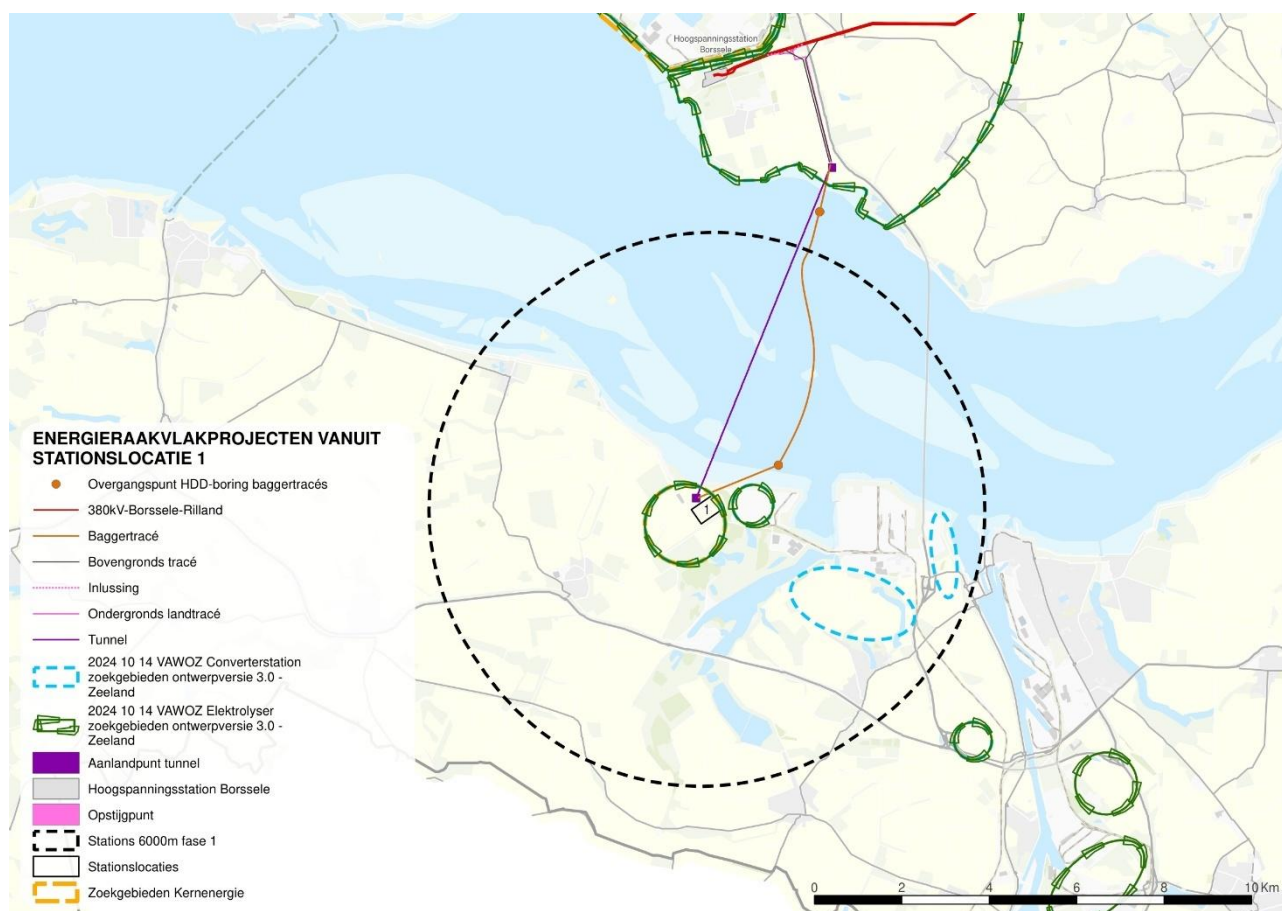 Hoogspanningsstation
Borssele
1
ENERGIERAAKVLAKPROJECTEN VANUIT
STATIONSLOCATIE 1
Overgangspunt HDD-boring baggertracés
380kV-Borssele-Rilland
Baggertracé
Bovengronds tracé
Inlussing
Ondergronds landtracé
Tunnel
2024 10 14 VAWOZ Converterstation
zoekgebieden ontwerpversie 3.0 -
Zeeland
2024 10 14 VAWOZ Elektrolyser
zoekgebieden ontwerpversie 3.0 -
Zeeland
Aanlandpunt tunnel
Hoogspanningsstation Borssele
Opstijgpunt
Stations 6000m fase 1
Stationslocaties
Zoekgebieden Kernenergie
0 2 4 6 8 10 Km